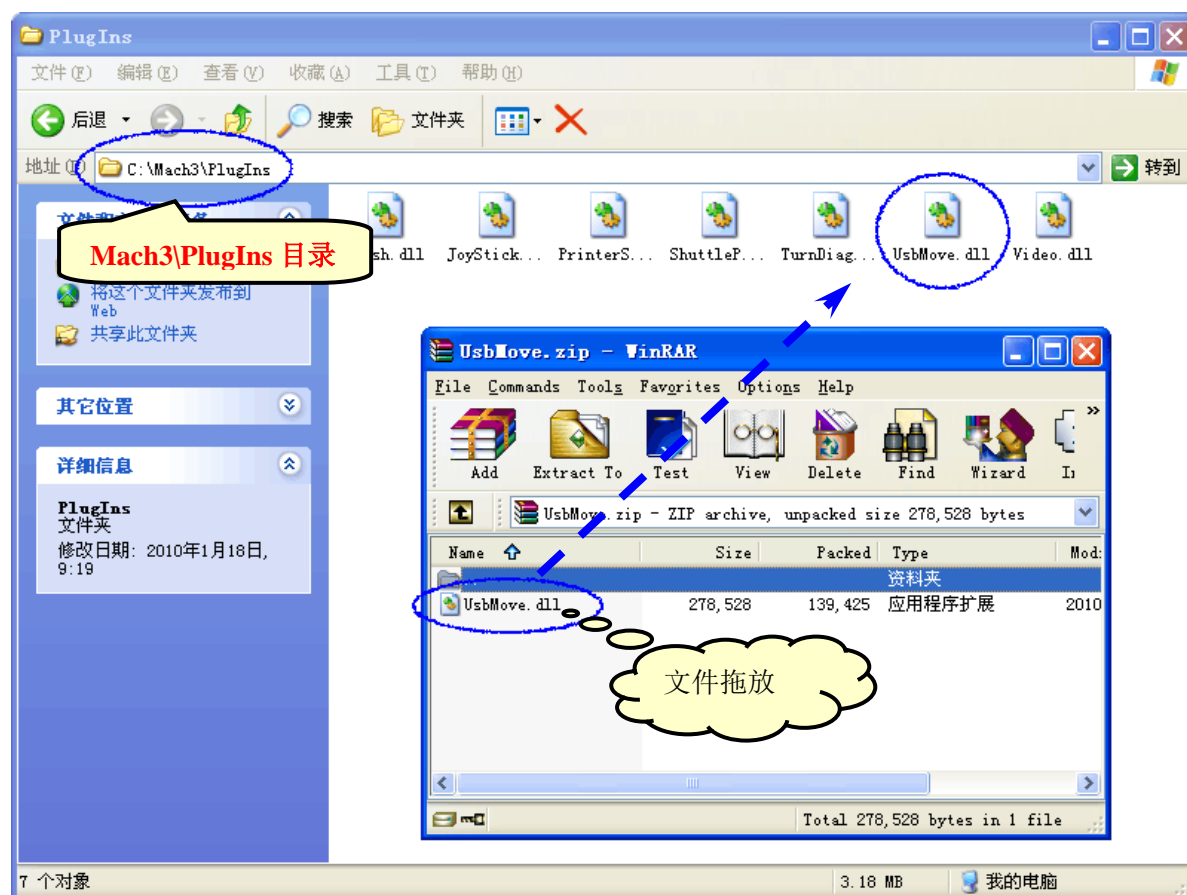 PlugIns
文件(F) 编辑(E) 查看(V) 收藏(A) 工具(T) 帮助(H)
后退 搜索 文件夹
地址 C:\Mach3\PlugIns 转到
Mach3\PlugIns 目录
sh.dll JoyStick... PrinterS... ShuttleP... TurnDiag... UsbMove.dll Video.dll
将这个文件夹发布到
Web
共享此文件夹
其它位置
详细信息
PlugIns
文件夹
修改日期: 2010年1月18日,
9:19
UsbMove.zip - WinRAR
File Commands Tools Favorites Options Help
Add Extract To Test View Delete Find Wizard
UsbMove.zip - ZIP archive, unpacked size 278,528 bytes
Name Size Packed Type Mod
.. 资料夹
UsbMove.dll 278,528 139,425 应用程序扩展 2010
文件拖放
Total 278,528 bytes in 1 file
7 个对象 3.18 MB 我的电脑